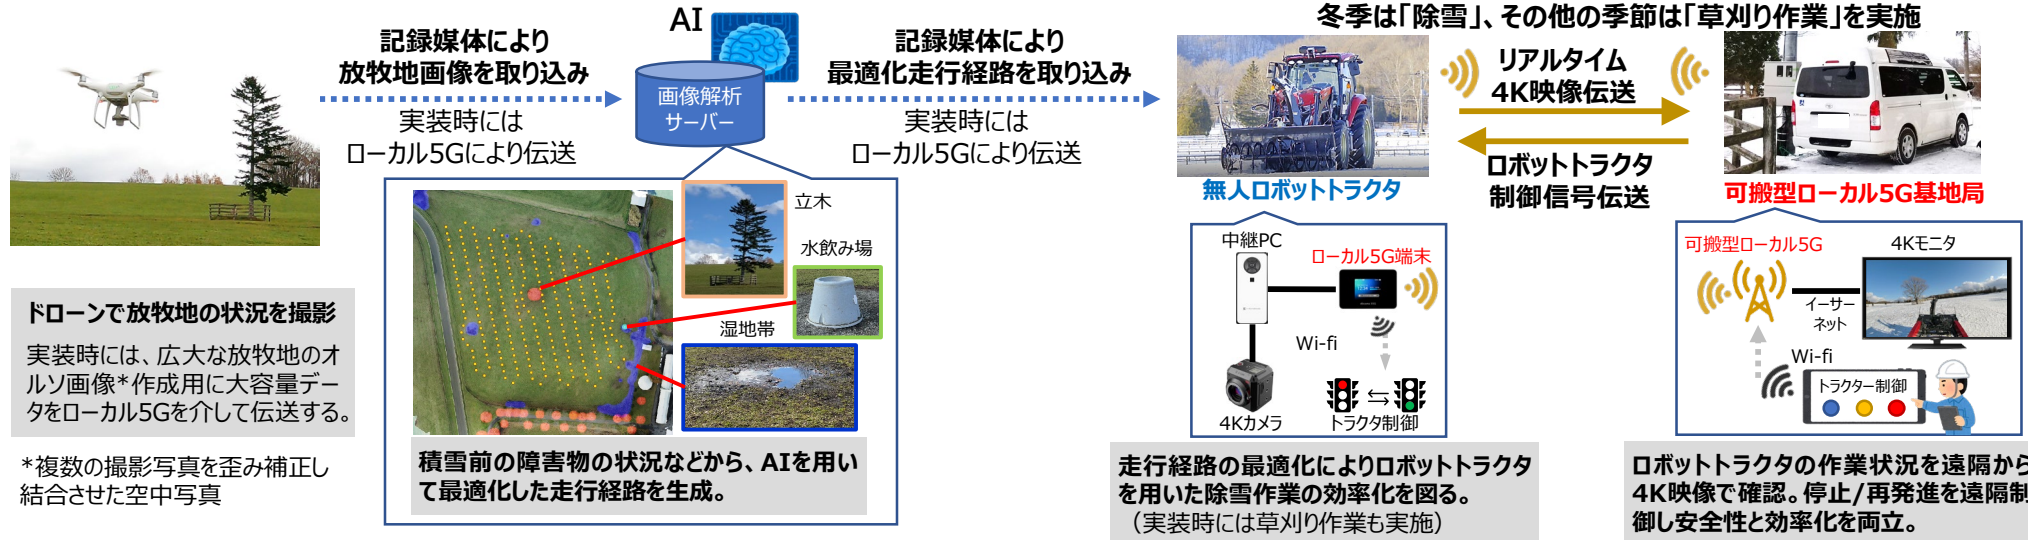 冬季は「除雪」、その他の季節は「草刈り作業」を実施
記録媒体により
放牧地画像を取り込み
実装時には
ローカル5Gにより伝送
AI
画像解析
サーバー
記録媒体により
最適化走行経路を取り込み
実装時には
ローカル5Gにより伝送
リアルタイム
4K映像伝送
ロボットトラクタ
制御信号伝送
無人ロボットトラクタ
可搬型ローカル5G基地局
ドローンで放牧地の状況を撮影
実装時には、広大な放牧地のオ
ルソ画像*作成用に大容量デー
タをローカル5Gを介して伝送する。
*複数の撮影写真を歪み補正し
結合させた空中写真
立木
水飲み場
湿地帯
積雪前の障害物の状況などから、AIを用い
て最適化した走行経路を生成。
中継PC
ローカル5G端末
Wi-fi
4Kカメラ
トラクタ制御
走行経路の最適化によりロボットトラクタ
を用いた除雪作業の効率化を図る。
（実装時には草刈り作業も実施）
可搬型ローカル5G
4Kモニタ
イーサー
ネット
Wi-fi
トラクター制御
ロボットトラクタの作業状況を遠隔から
4K映像で確認。停止/再発進を遠隔制
御し安全性と効率化を両立。